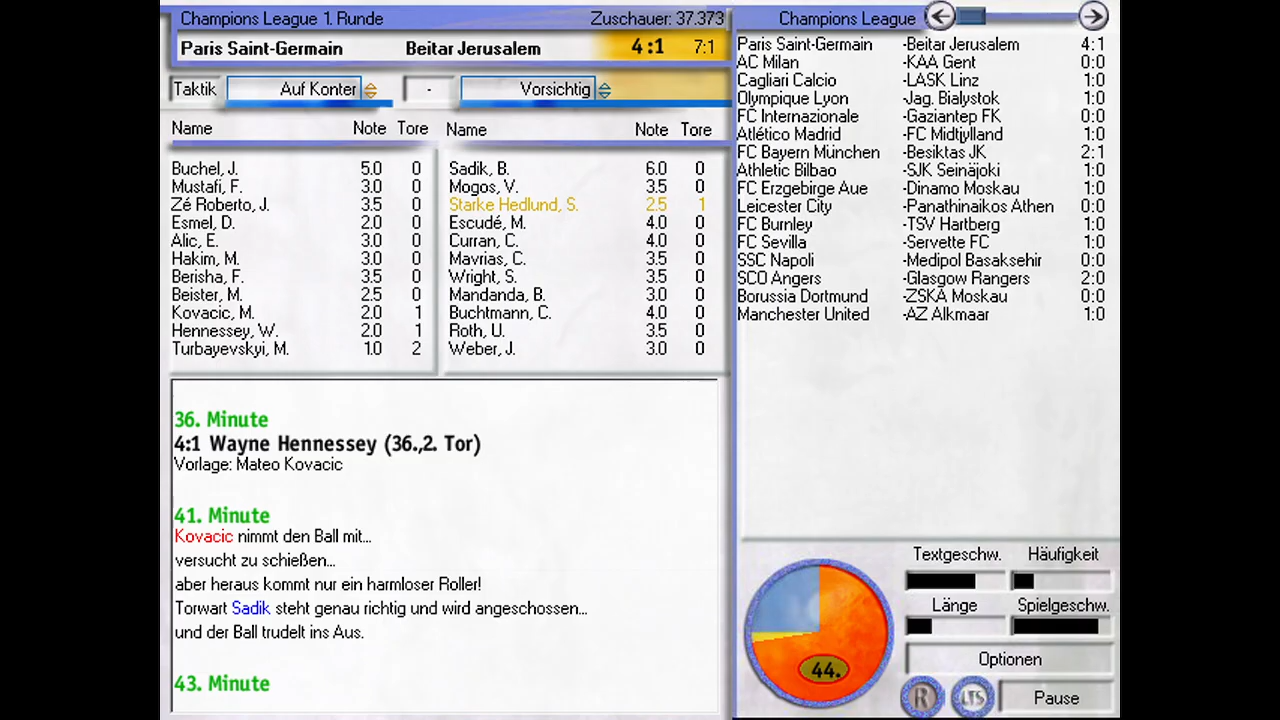 Champions League 1. Runde Zuschauer: 37.373
Paris Saint-Germain Beitar Jerusalem 4:1 7:1
Taktik Auf Konter - Vorsichtig
Name Note Tore Name Note Tore
Buchel, J. 5.0 0 Sadik, B. 6.0 0
Mustafi, F. 3.0 0 Mogos, V. 3.5 0
Zé Roberto, J. 3.5 0 Starke Hedlund, S. 2.5 1
Esmel, D. 2.0 0 Escudé, M. 4.0 0
Alic, E. 3.0 0 Curran, C. 4.0 0
Hakim, M. 3.0 0 Mavrias, C. 3.5 0
Berisha, F. 3.5 0 Wright, S. 3.5 0
Beister, M. 2.5 0 Mandanda, B. 3.0 0
Kovacic, M. 2.0 1 Buchtmann, C. 4.0 0
Hennessey, W. 2.0 1 Roth, U. 3.5 0
Turbayevskyi, M. 1.0 2 Weber, J. 3.0 0
36. Minute
4:1 Wayne Hennessey (36.,2. Tor)
Vorlage: Mateo Kovacic
41. Minute
Kovacic nimmt den Ball mit...
versucht zu schießen...
aber heraus kommt nur ein harmloser Roller!
Torwart Sadik steht genau richtig und wird angeschossen...
und der Ball trudelt ins Aus.
43. Minute
Champions League
Paris Saint-Germain -Beitar Jerusalem 4:1
AC Milan -KAA Gent 0:0
Cagliari Calcio -LASK Linz 1:0
Olympique Lyon -Jag. Bialystok 1:0
FC Internazionale -Gaziantep FK 0:0
Atlético Madrid -FC Midtjylland 1:0
FC Bayern München -Besiktas JK 2:1
Athletic Bilbao -SJK Seinäjoki 1:0
FC Erzgebirge Aue -Dinamo Moskau 1:0
Leicester City -Panathinaikos Athen 0:0
FC Burnley -TSV Hartberg 1:0
FC Sevilla -Servette FC 1:0
SSC Napoli -Medipol Basaksehir 0:0
SCO Angers -Glasgow Rangers 2:0
Borussia Dortmund -ZSKA Moskau 0:0
Manchester United -AZ Alkmaar 1:0
Textgeschw. Häufigkeit
Länge Spielgeschw.
44.
Optionen
R LTS Pause